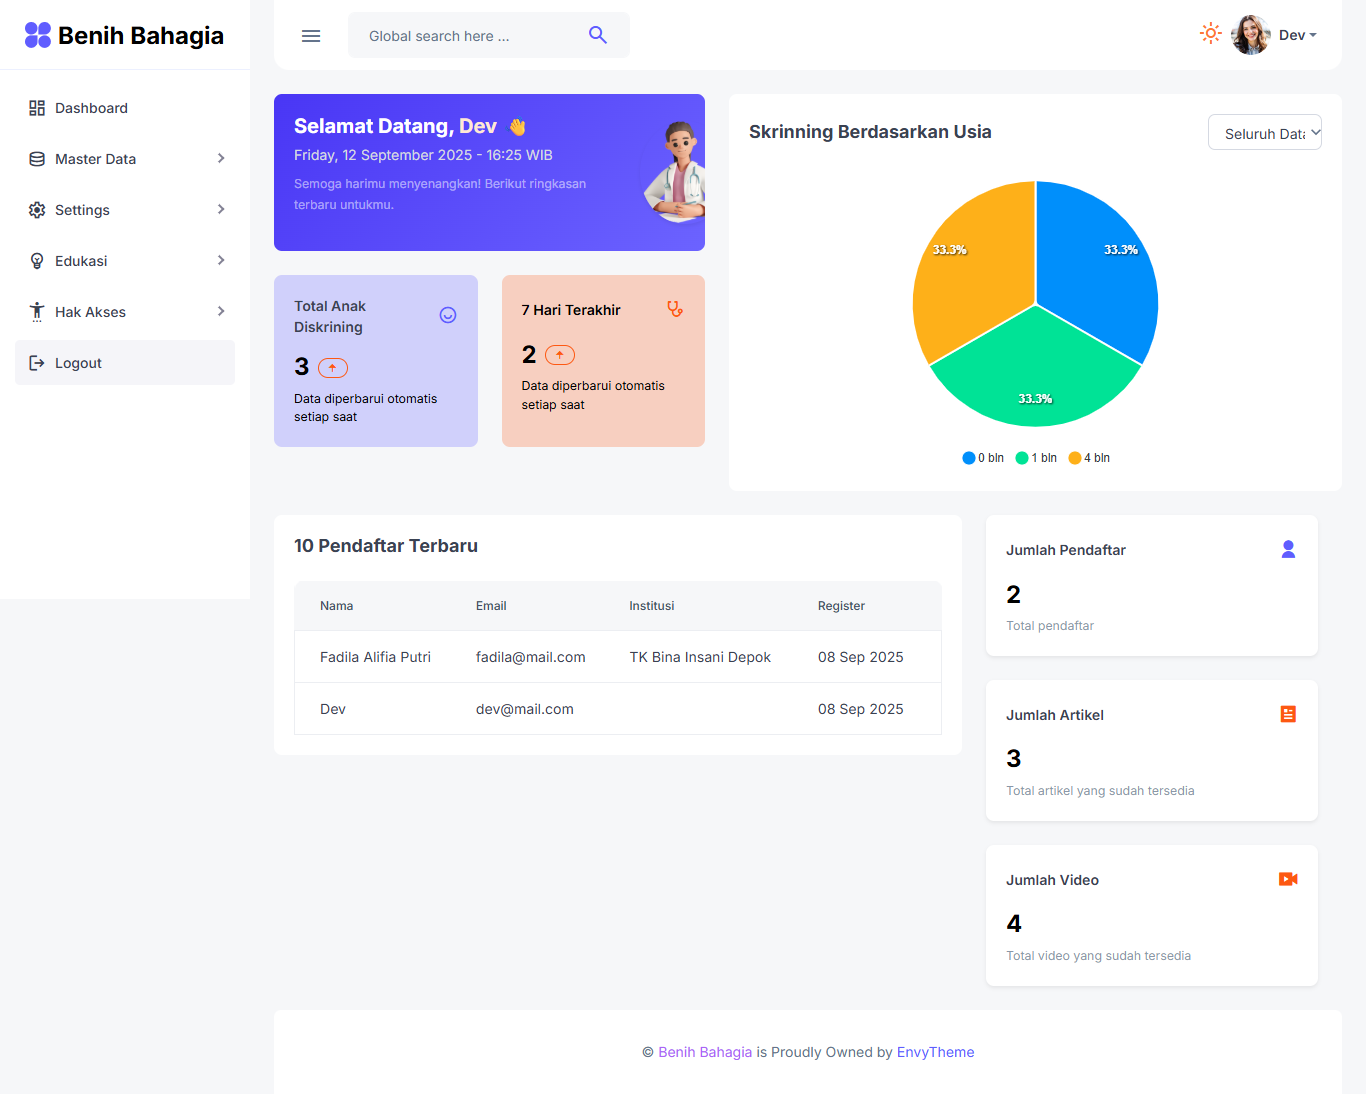 Benih Bahagia
Global search here ...
Dev
Dashboard
Master Data
Settings
Edukasi
Hak Akses
Logout
Selamat Datang, Dev 👋
Friday, 12 September 2025 - 16:25 WIB
Semoga harimu menyenangkan! Berikut ringkasan
terbaru untukmu.
Total Anak
Diskrining
3
Data diperbarui otomatis
setiap saat
7 Hari Terakhir
2
Data diperbarui otomatis
setiap saat
Skrinning Berdasarkan Usia
Seluruh Data
33.3%
33.3%
33.3%
0 bln 1 bln 4 bln
10 Pendaftar Terbaru
Nama Email Institusi Register
Fadila Alifia Putri fadila@mail.com TK Bina Insani Depok 08 Sep 2025
Dev dev@mail.com 08 Sep 2025
Jumlah Pendaftar
2
Total pendaftar
Jumlah Artikel
3
Total artikel yang sudah tersedia
Jumlah Video
4
Total video yang sudah tersedia
© Benih Bahagia is Proudly Owned by EnvyTheme